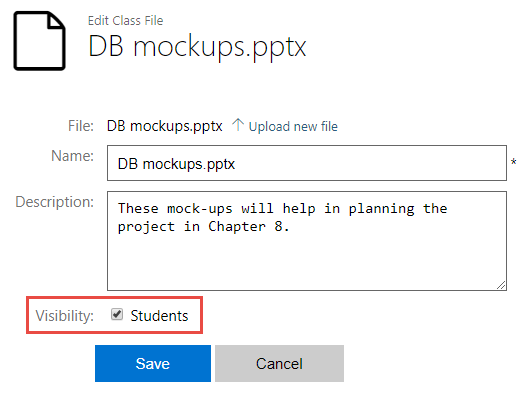 Edit Class File
DB mockups.pptx
File: DB mockups.pptx Upload new file
Name: DB mockups.pptx *
Description: These mock-ups will help in planning the
project in Chapter 8.
Visibility: Students
Save Cancel